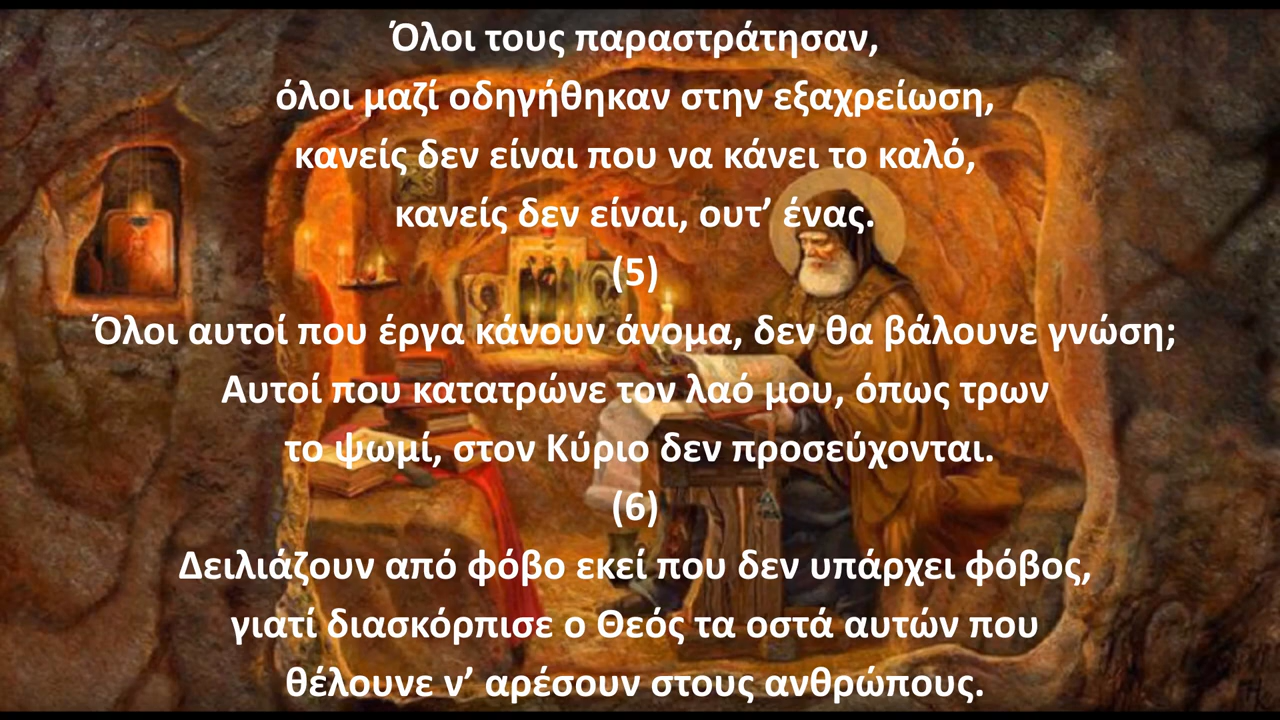 Όλοι τους παραστράτησαν,
όλοι μαζί οδηγήθηκαν στην εξαχρείωση,
κανείς δεν είναι που να κάνει το καλό,
κανείς δεν είναι, ουτ’ ένας.
(5)
Όλοι αυτοί που έργα κάνουν άνομα, δεν θα βάλουνε γνώση;
Αυτοί που κατατρώνε τον λαό μου, όπως τρων
το ψωμί, στον Κύριο δεν προσεύχονται.
(6)
Δειλιάζουν από φόβο εκεί που δεν υπάρχει φόβος,
γιατί διασκόρπισε ο Θεός τα οστά αυτών που
θέλουνε ν’ αρέσουν στους ανθρώπους.